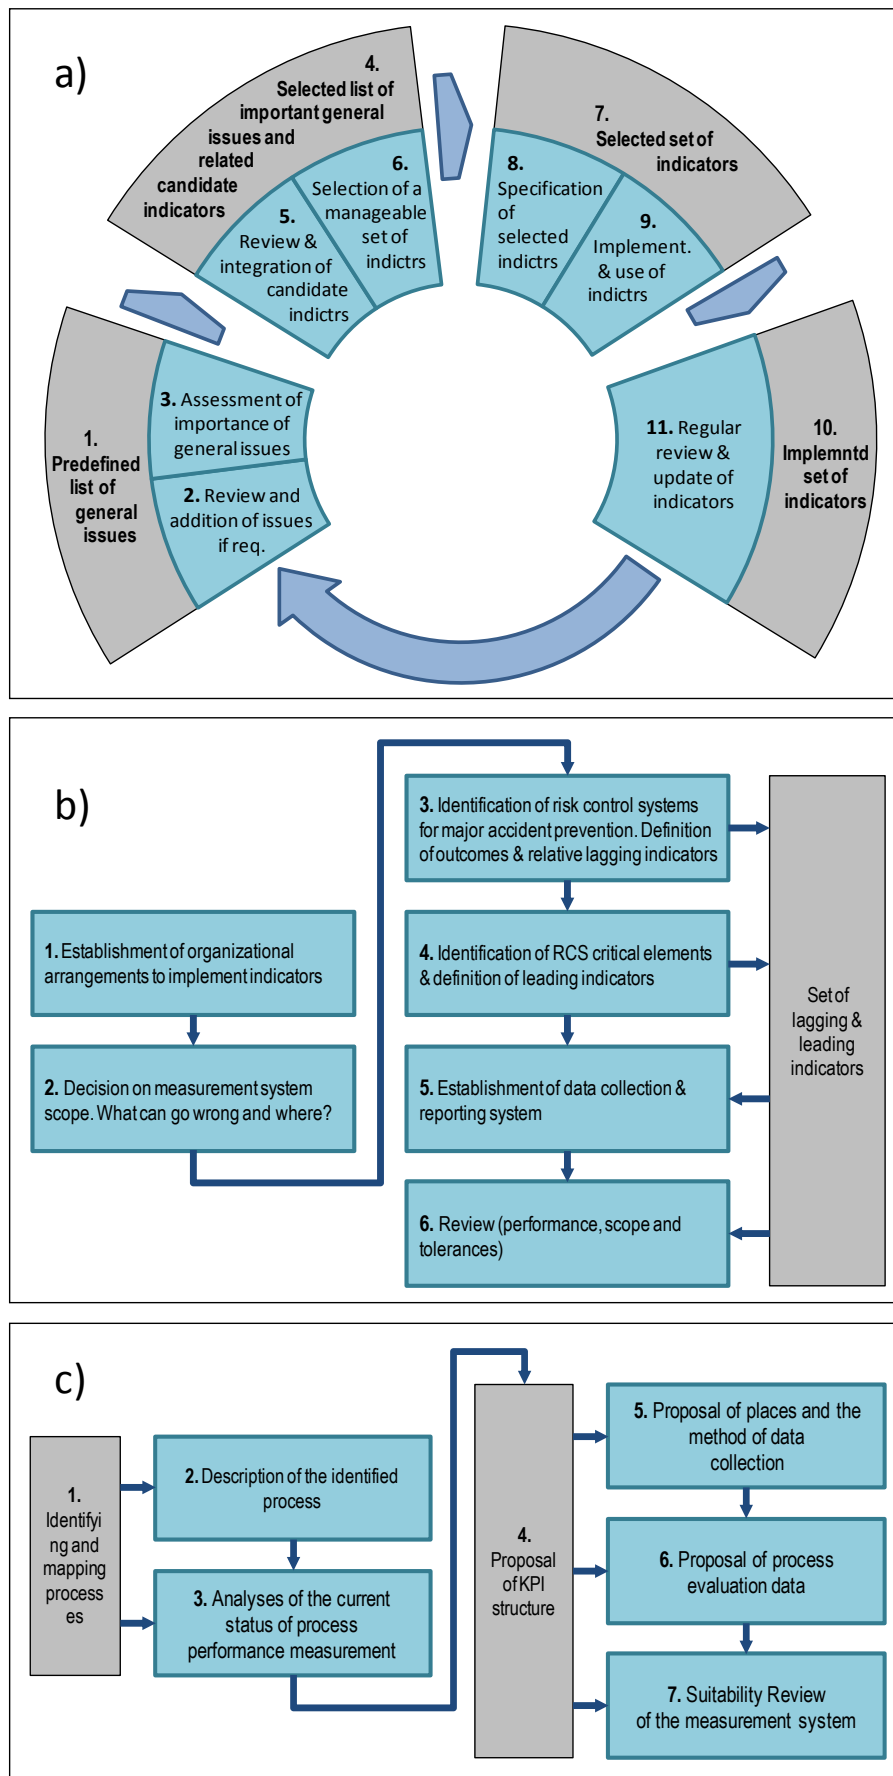 a)
4.
Selected list of
important general
issues and
related
candidate
indicators
6.
Selection of a
manageable
set of
indictrs
5.
Review &
integration of
candidate
indictrs
7.
Selected set of
indicators
8.
Specification
of
selected
indictrs
9.
Implement.
& use of
indictrs
3. Assessment of
importance of
general issues
1.
Predefined
list of
general
issues
2. Review and
addition of issues
if req.
11. Regular
review &
update of
indicators
10.
Implemntd
set of
indicators
b)
1. Establishment of organizational
arrangements to implement indicators
2. Decision on measurement system
scope. What can go wrong and where?
3. Identification of risk control systems
for major accident prevention. Definition
of outcomes & relative lagging indicators
4. Identification of RCS critical elements
& definition of leading indicators
5. Establishment of data collection &
reporting system
6. Review (performance, scope and
tolerances)
Set of
lagging &
leading
indicators
c)
1.
Identifyi
ng and
mapping
process
es
2. Description of the identified
process
3. Analyses of the current
status of process
performance measurement
4.
Proposal
of KPI
structure
5. Proposal of places and the
method of data
collection
6. Proposal of process
evaluation data
7. Suitability Review
of the measurement system